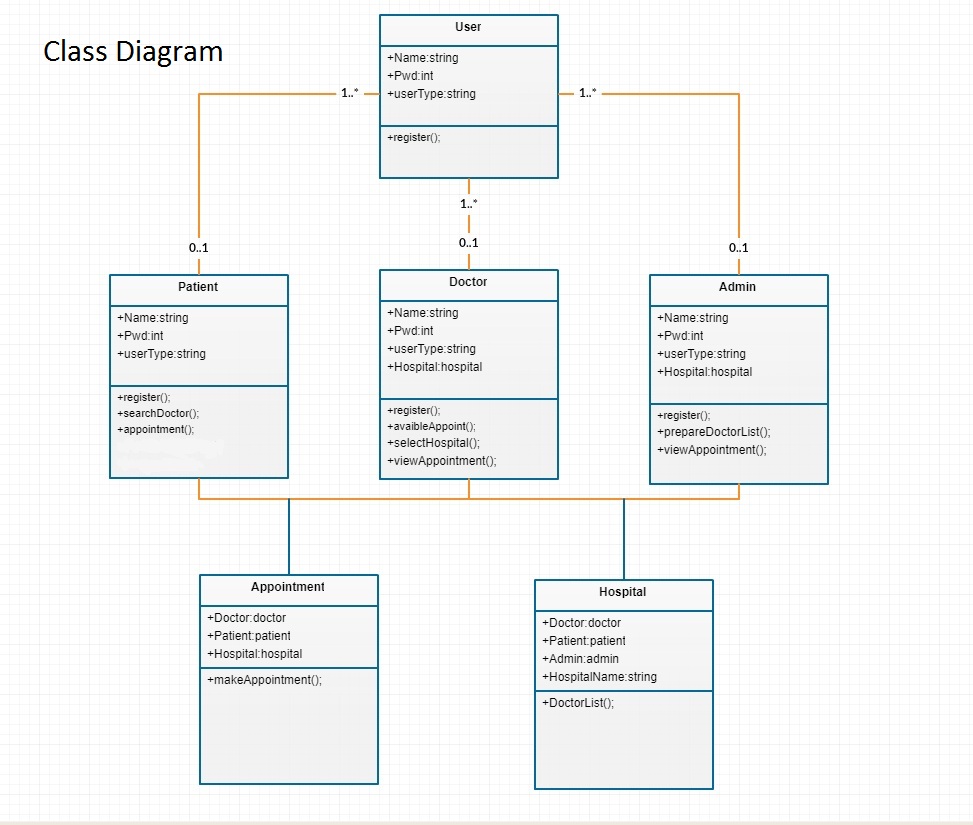 Class Diagram
User
+Name:string
+Pwd:int
+userType:string
+register();
1..*
1..*
1..*
0..1
0..1
0..1
Patient
+Name:string
+Pwd:int
+userType:string
+register();
+searchDoctor();
+appointment();
Doctor
+Name:string
+Pwd:int
+userType:string
+Hospital:hospital
+register();
+avaibleAppoint();
+selectHospital();
+viewAppointment();
Admin
+Name:string
+Pwd:int
+userType:string
+Hospital:hospital
+register();
+prepareDoctorList();
+viewAppointment();
Appointment
+Doctor:doctor
+Patient:patient
+Hospital:hospital
+makeAppointment();
Hospital
+Doctor:doctor
+Patient:patient
+Admin:admin
+HospitalName:string
+DoctorList();